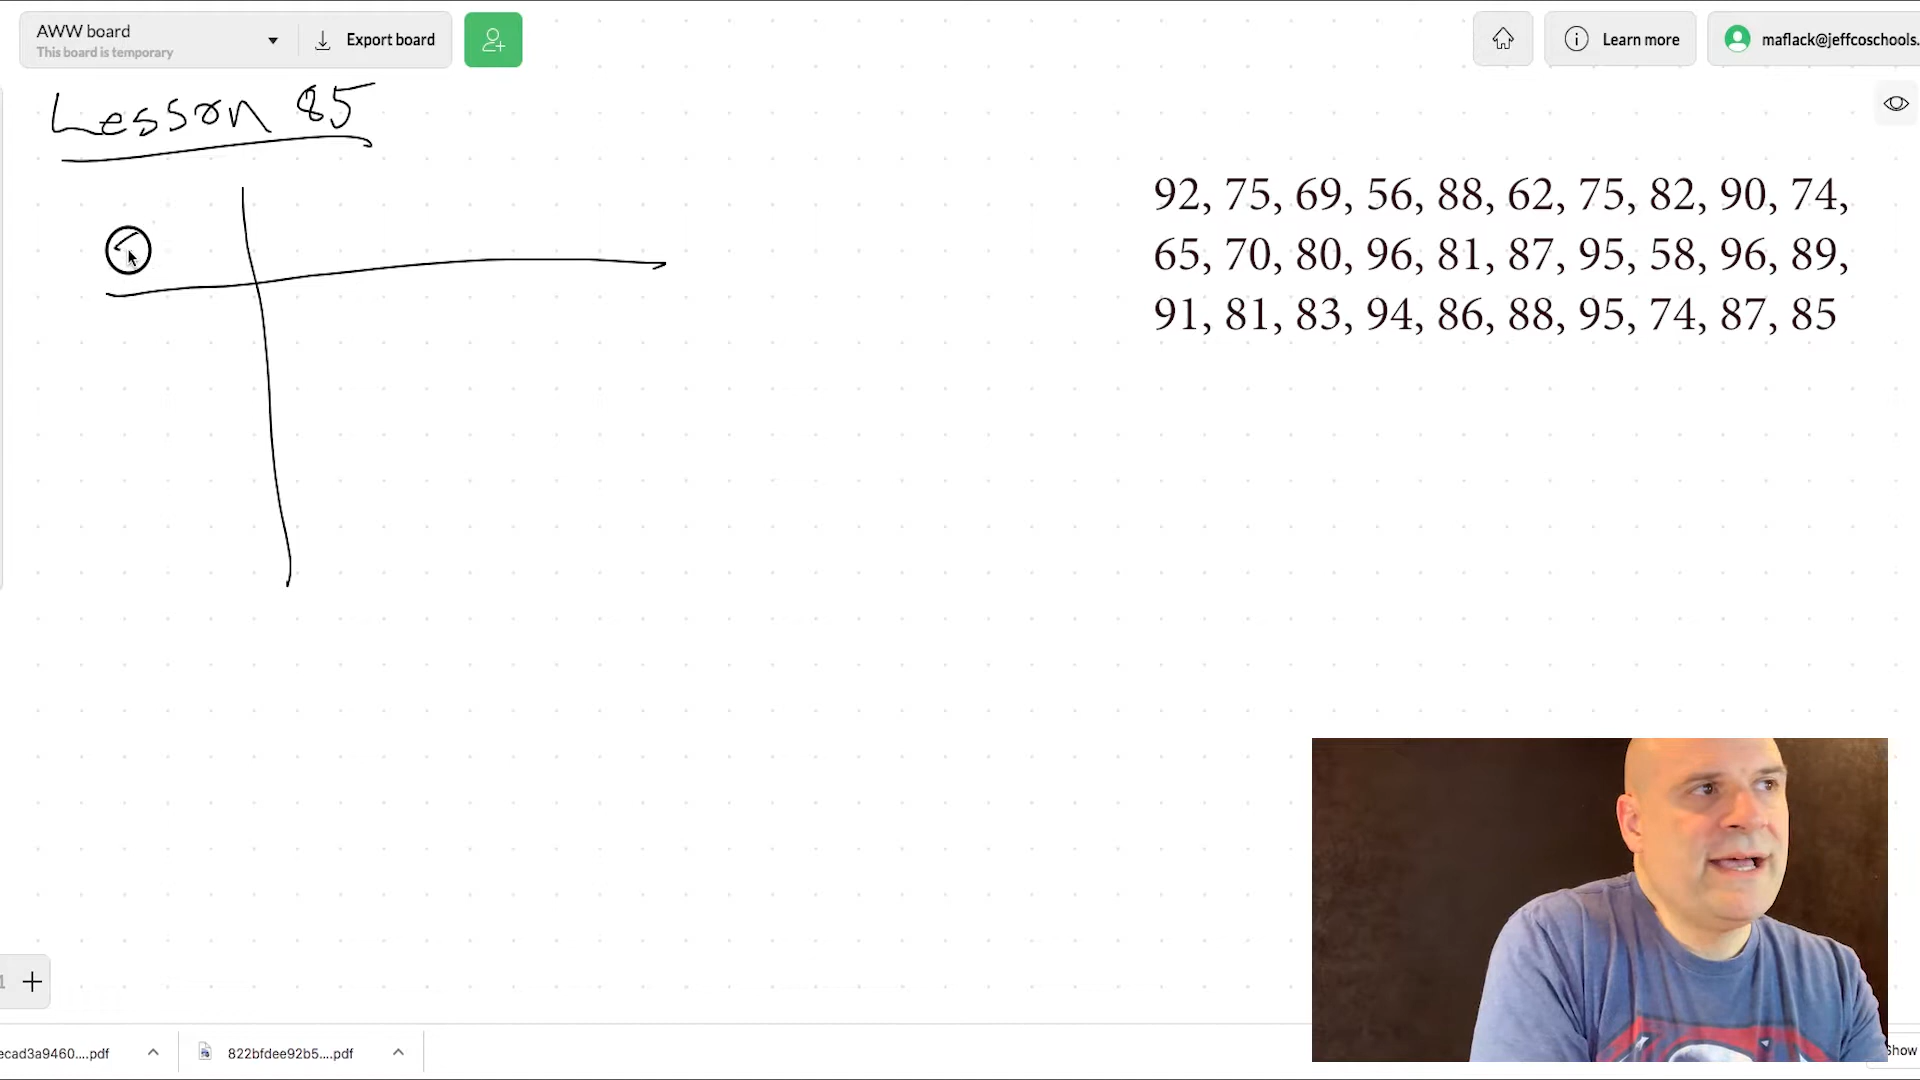 AWW board
This board is temporary
Export board
Learn more
maflack@jeffcoschools.
Lesson 85
92, 75, 69, 56, 88, 62, 75, 82, 90, 74,
65, 70, 80, 96, 81, 87, 95, 58, 96, 89,
91, 81, 83, 94, 86, 88, 95, 74, 87, 85
1
ecad3a9460....pdf
822bfdee92b5....pdf
Show